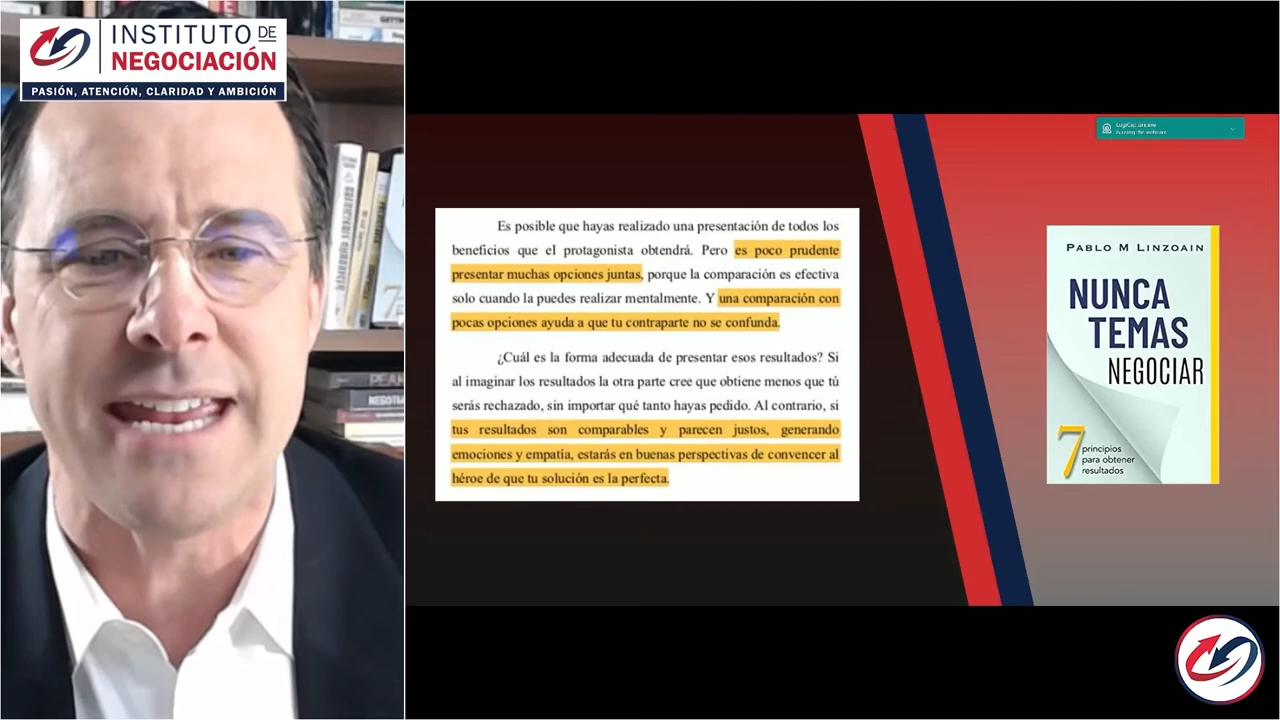 INSTITUTO DE
NEGOCIACIÓN
PASIÓN, ATENCIÓN, CLARIDAD Y AMBICIÓN
Es posible que hayas realizado una presentación de todos los
beneficios que el protagonista obtendrá. Pero es poco prudente
presentar muchas opciones juntas, porque la comparación es efectiva
solo cuando la puedes realizar mentalmente. Y una comparación con
pocas opciones ayuda a que tu contraparte no se confunda.
¿Cuál es la forma adecuada de presentar esos resultados? Si
al imaginar los resultados la otra parte cree que obtiene menos que tú
serás rechazado, sin importar qué tanto hayas pedido. Al contrario, si
tus resultados son comparables y parecen justos, generando
emociones y empatía, estarás en buenas perspectivas de convencer al
héroe de que tu solución es la perfecta.
PABLO M LINZOAIN
NUNCA
TEMAS
NEGOCIAR
7 principios
para obtener
resultados